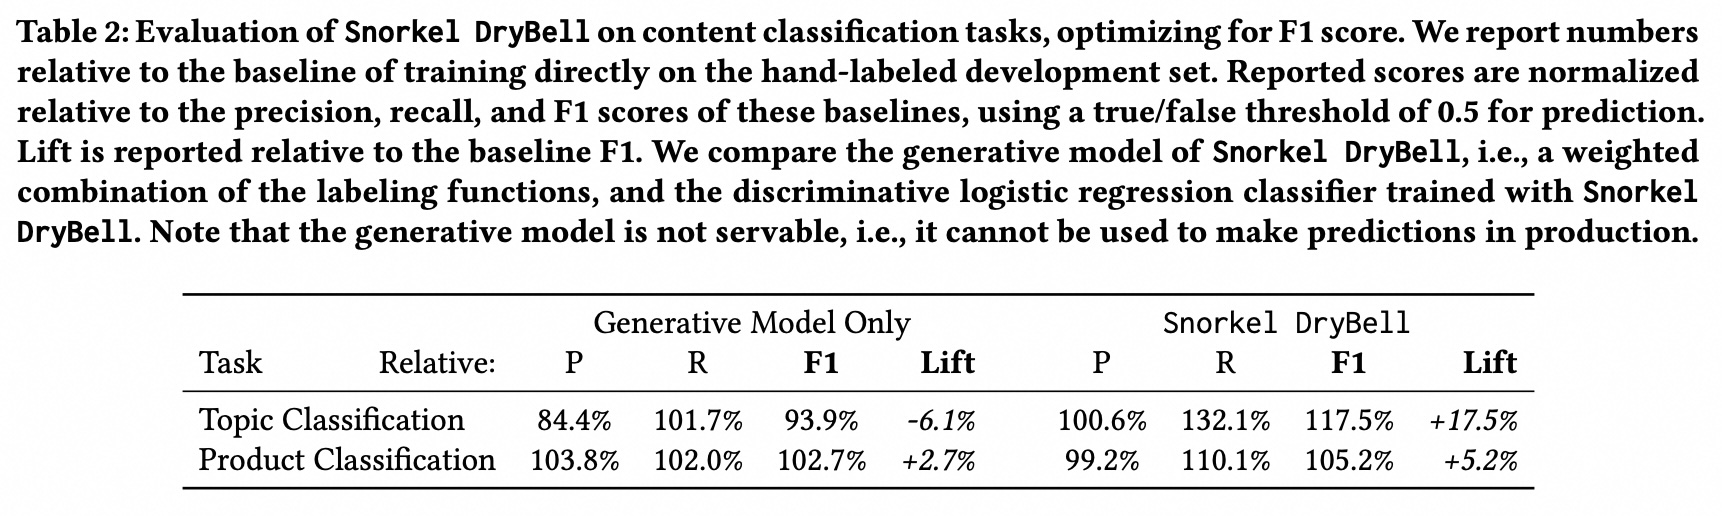 Table 2: Evaluation of Snorkel DryBell on content classification tasks, optimizing for F1 score. We report numbers
relative to the baseline of training directly on the hand-labeled development set. Reported scores are normalized
relative to the precision, recall, and F1 scores of these baselines, using a true/false threshold of 0.5 for prediction.
Lift is reported relative to the baseline F1. We compare the generative model of Snorkel DryBell, i.e., a weighted
combination of the labeling functions, and the discriminative logistic regression classifier trained with Snorkel
DryBell. Note that the generative model is not servable, i.e., it cannot be used to make predictions in production.
Generative Model Only Snorkel DryBell
Task Relative: P R F1 Lift P R F1 Lift
Topic Classification 84.4% 101.7% 93.9% -6.1% 100.6% 132.1% 117.5% +17.5%
Product Classification 103.8% 102.0% 102.7% +2.7% 99.2% 110.1% 105.2% +5.2%